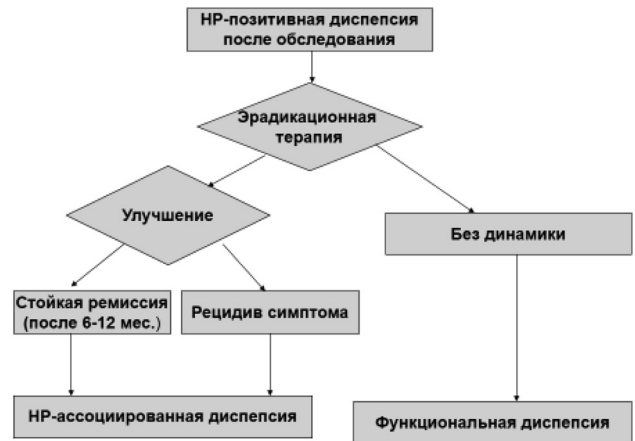 HP-позитивная диспепсия
после обследования
Эрадикационная
терапия
Улучшение
Без динамики
Стойкая ремиссия
(после 6-12 мес.)
Рецидив симптома
HP-ассоциированная диспепсия
Функциональная диспепсия